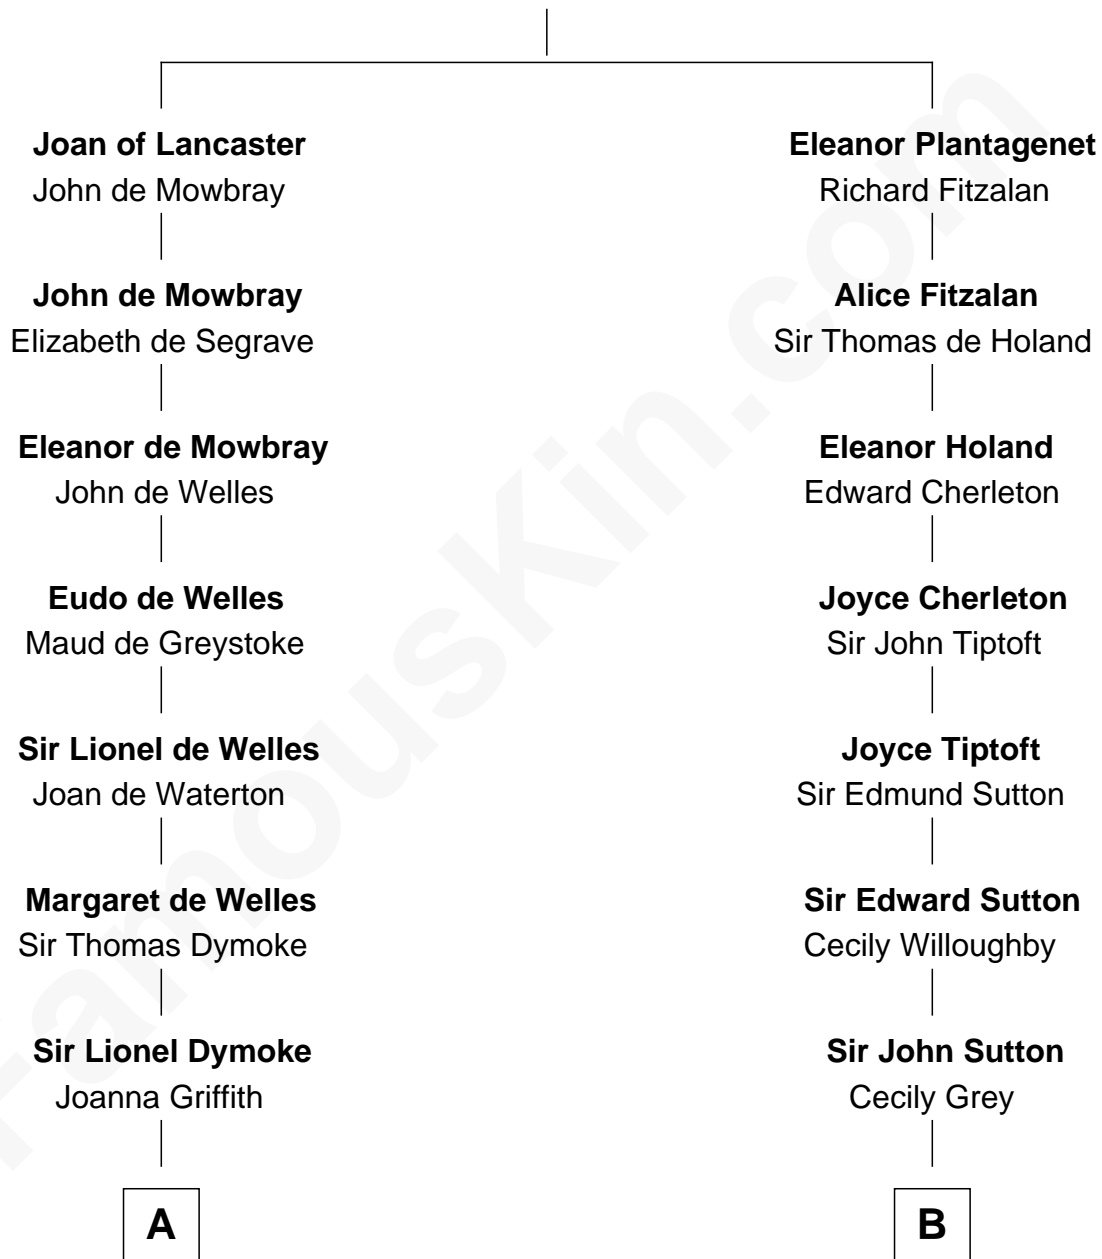 Joan of Lancaster
John de Mowbray
John de Mowbray
Elizabeth de Segrave
Eleanor de Mowbray
John de Welles
Eudo de Welles
Maud de Greystoke
Sir Lionel de Welles
Joan de Waterton
Margaret de Welles
Sir Thomas Dymoke
Sir Lionel Dymoke
Joanna Griffith
A
Eleanor Plantagenet
Richard Fitzalan
Alice Fitzalan
Sir Thomas de Holand
Eleanor Holand
Edward Cherleton
Joyce Cherleton
Sir John Tiptoft
Joyce Tiptoft
Sir Edmund Sutton
Sir Edward Sutton
Cecily Willoughby
Sir John Sutton
Cecily Grey
B
FamousKin.com